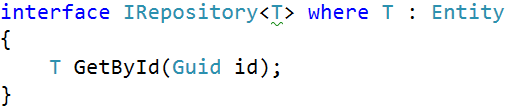 interface IRepository<T> where T : Entity
{
    T GetById(Guid id);
}